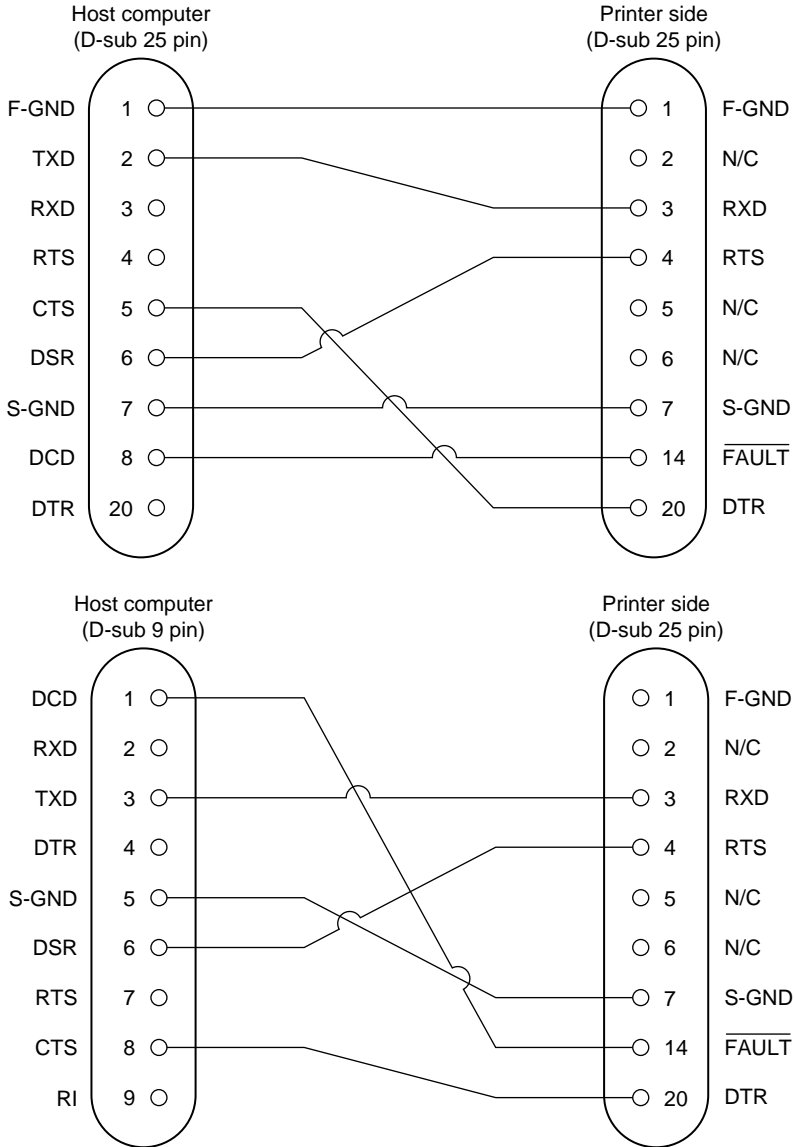 Host computer Printer side
(D-sub 25 pin) (D-sub 25 pin)
F-GND 1 1 F-GND
TXD 2 2 N/C
RXD 3 3 RXD
RTS 4 4 RTS
CTS 5 5 N/C
DSR 6 6 N/C
S-GND 7 7 S-GND
DCD 8 14 FAULT
DTR 20 20 DTR
Host computer Printer side
(D-sub 9 pin) (D-sub 25 pin)
DCD 1 1 F-GND
RXD 2 2 N/C
TXD 3 3 RXD
DTR 4 4 RTS
S-GND 5 5 N/C
DSR 6 6 N/C
RTS 7 7 S-GND
CTS 8 14 FAULT
RI 9 20 DTR